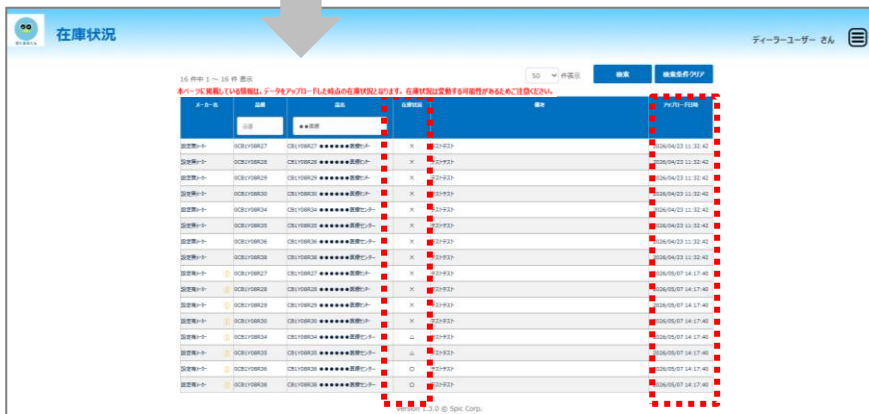 在庫状況
ディーラーユーザー さん
16 件中 1 ～ 16 件 表示
50 件表示 検索 検索条件クリア
本ページに掲載している情報は、データをアップロードした時点の在庫状況となります。在庫状況は変動する可能性があるためご注意ください。
メーカー名 品番 品名 在庫状況 備考 アップロード日時
品番 ●●医療
0CB1Y08R27 CB1Y08R27 ●●●●●●医療ｾﾝﾀｰ × ﾃｽﾄﾃｽﾄ 2026/04/23 11:32:42
0CB1Y08R28 CB1Y08R28 ●●●●●●医療ｾﾝﾀｰ × ﾃｽﾄﾃｽﾄ 2026/04/23 11:32:42
0CB1Y08R29 CB1Y08R29 ●●●●●●医療ｾﾝﾀｰ × ﾃｽﾄﾃｽﾄ 2026/04/23 11:32:42
0CB1Y08R30 CB1Y08R30 ●●●●●●医療ｾﾝﾀｰ × ﾃｽﾄﾃｽﾄ 2026/04/23 11:32:42
0CB1Y08R34 CB1Y08R34 ●●●●●●医療センター × ﾃｽﾄﾃｽﾄ 2026/04/23 11:32:42
0CB1Y08R35 CB1Y08R35 ●●●●●●医療センター × ﾃｽﾄﾃｽﾄ 2026/04/23 11:32:42
0CB1Y08R36 CB1Y08R36 ●●●●●●医療センター × ﾃｽﾄﾃｽﾄ 2026/04/23 11:32:42
0CB1Y08R38 CB1Y08R38 ●●●●●●医療センター × ﾃｽﾄﾃｽﾄ 2026/04/23 11:32:42
0CB1Y08R27 CB1Y08R27 ●●●●●●医療ｾﾝﾀｰ × ﾃｽﾄﾃｽﾄ 2026/05/07 14:17:40
0CB1Y08R28 CB1Y08R28 ●●●●●●医療ｾﾝﾀｰ × ﾃｽﾄﾃｽﾄ 2026/05/07 14:17:40
0CB1Y08R29 CB1Y08R29 ●●●●●●医療ｾﾝﾀｰ × ﾃｽﾄﾃｽﾄ 2026/05/07 14:17:40
0CB1Y08R30 CB1Y08R30 ●●●●●●医療ｾﾝﾀｰ × ﾃｽﾄﾃｽﾄ 2026/05/07 14:17:40
0CB1Y08R34 CB1Y08R34 ●●●●●●医療センター △ ﾃｽﾄﾃｽﾄ 2026/05/07 14:17:40
0CB1Y08R35 CB1Y08R35 ●●●●●●医療センター △ ﾃｽﾄﾃｽﾄ 2026/05/07 14:17:40
0CB1Y08R36 CB1Y08R36 ●●●●●●医療センター ○ ﾃｽﾄﾃｽﾄ 2026/05/07 14:17:40
0CB1Y08R38 CB1Y08R38 ●●●●●●医療センター ○ ﾃｽﾄﾃｽﾄ 2026/05/07 14:17:40
Version 1.3.0 © Spic Corp.